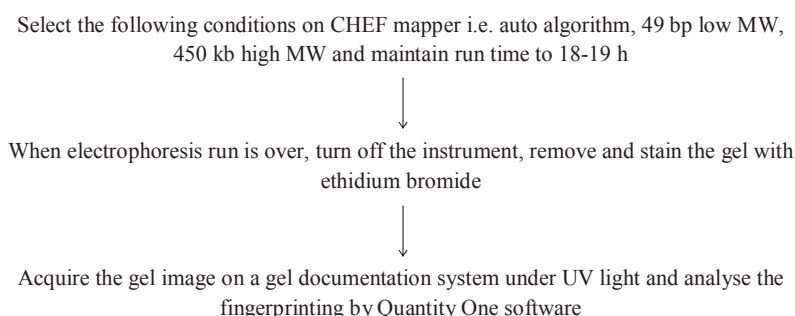 Select the following conditions on CHEF mapper i.e. auto algorithm, 49 bp low MW,
450 kb high MW and maintain run time to 18-19 h
When electrophoresis run is over, turn off the instrument, remove and stain the gel with
ethidium bromide
Acquire the gel image on a gel documentation system under UV light and analyse the
fingerprinting by Quantity One software